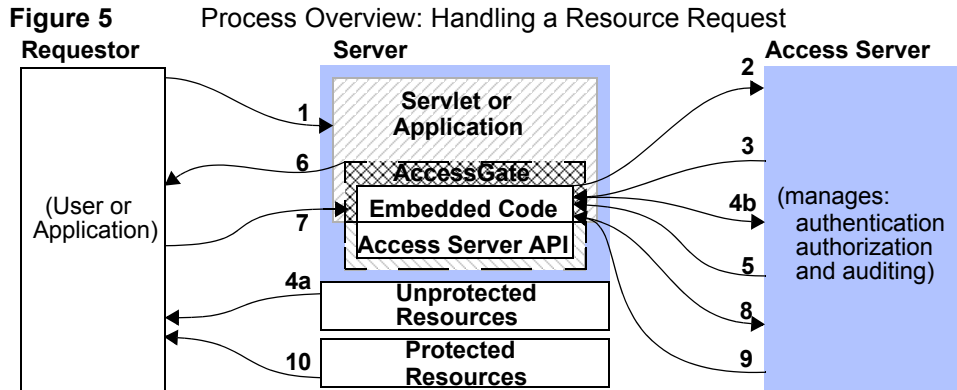 Figure 5 Process Overview: Handling a Resource Request
Requestor Server Access Server
2
1
Servlet or
Application
3
6
AccessGate
(User or
Application)
7
Embedded Code
Access Server API
4b
(manages:
authentication
authorization
and auditing)
5
4a
Unprotected
Resources
8
10
Protected
Resources
9